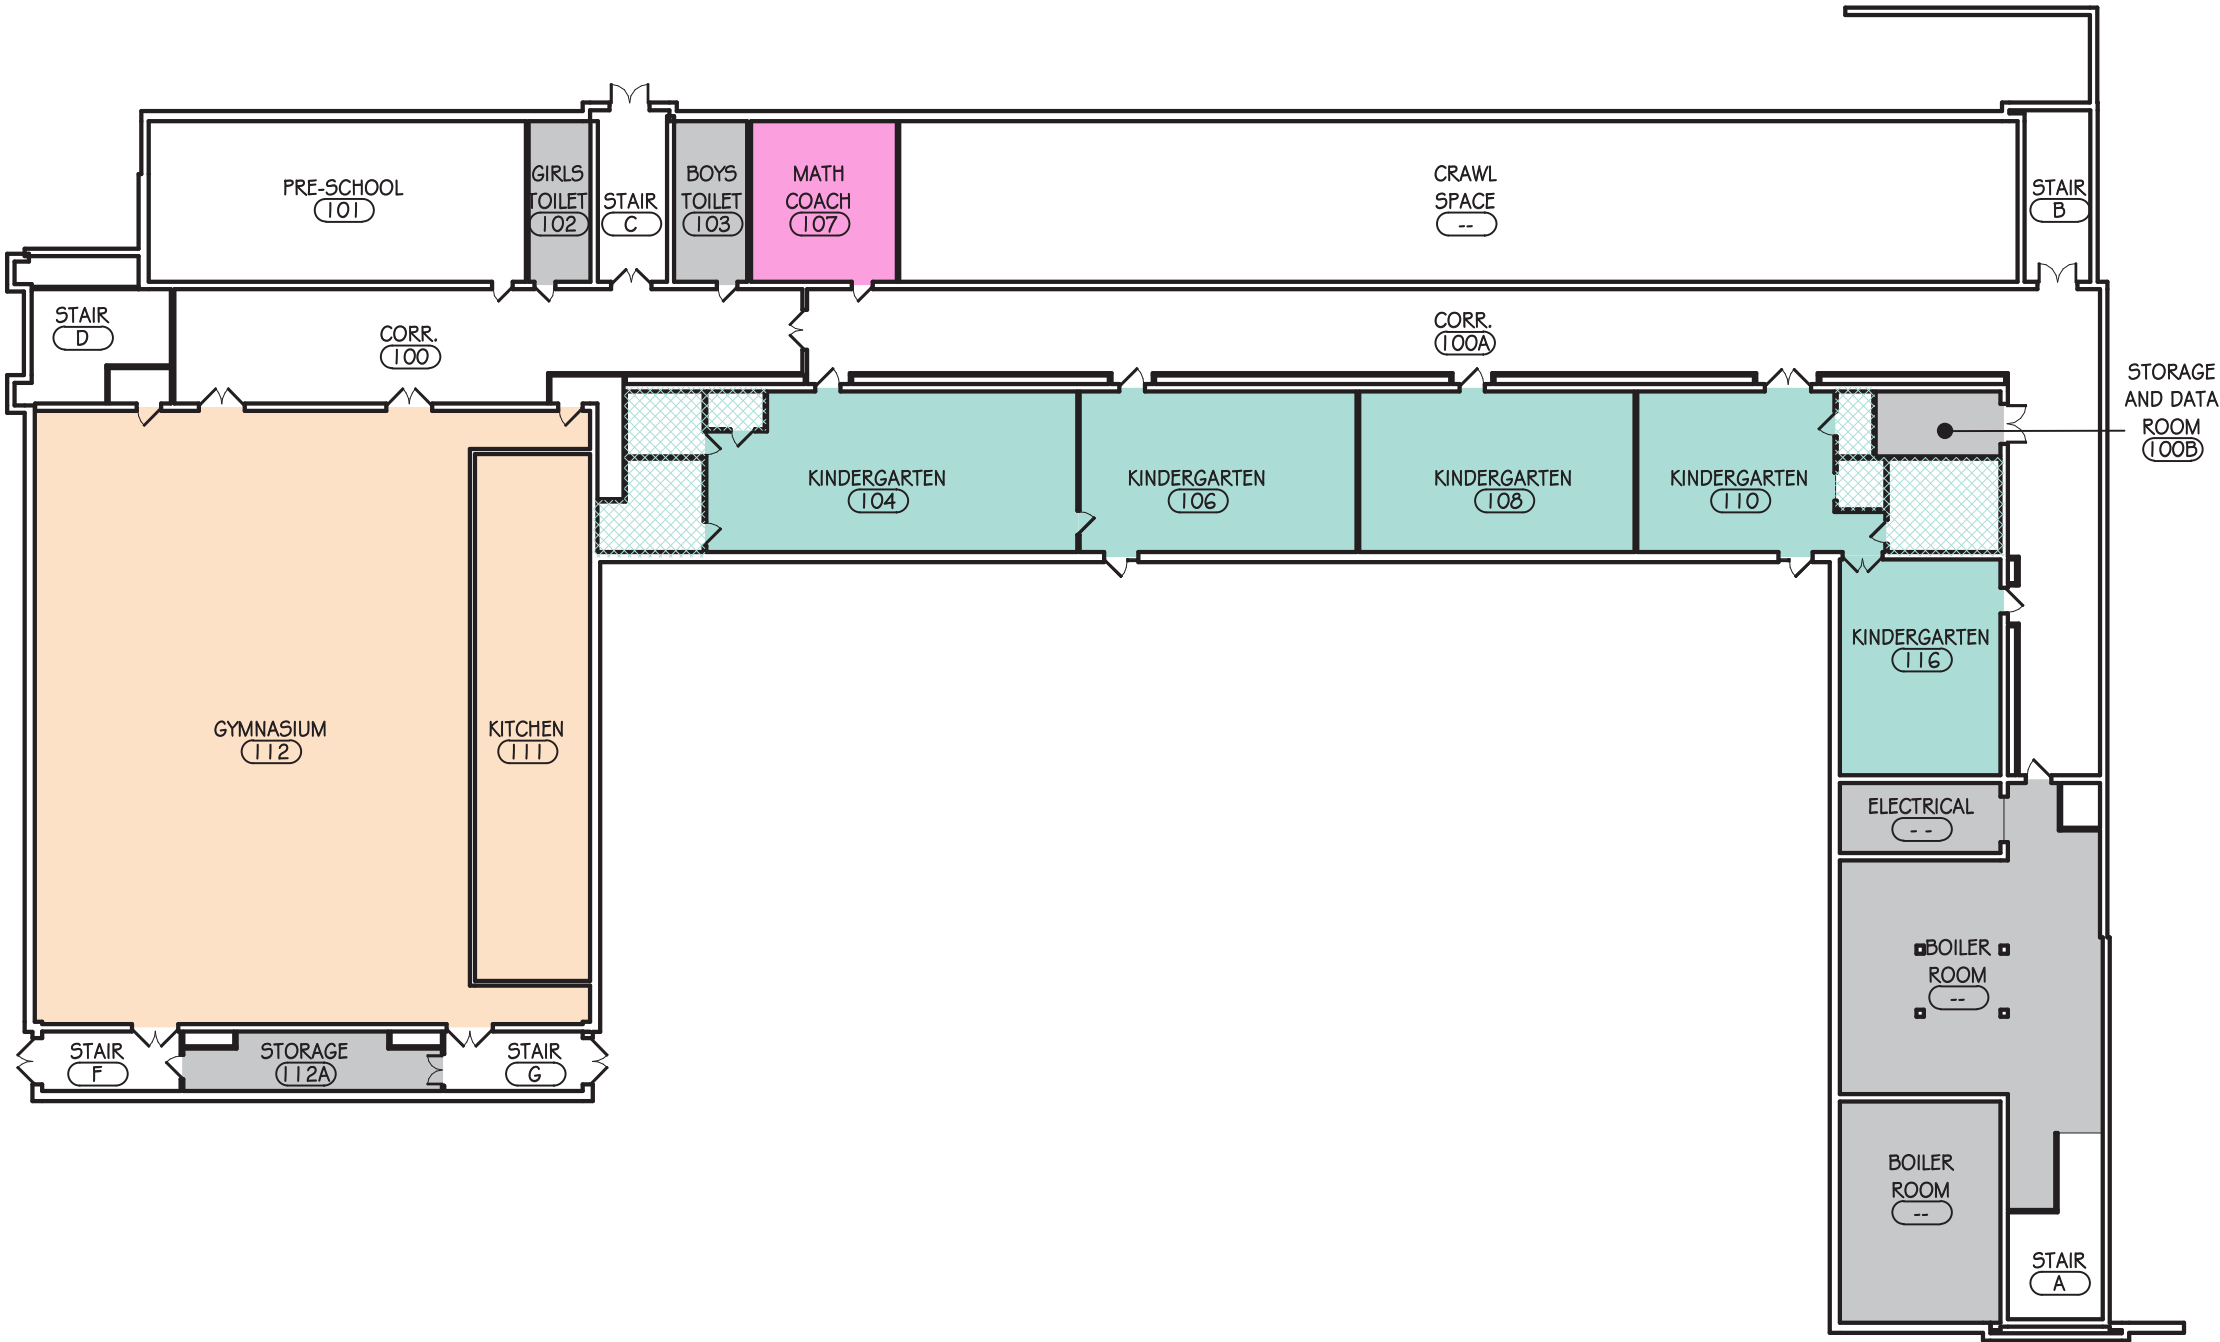 PRE-SCHOOL
101
GIRLS
TOILET
102
STAIR
C
BOYS
TOILET
103
MATH
COACH
107
CRAWL
SPACE
--
STAIR
B
STAIR
D
CORR.
100
CORR.
100A
STORAGE
AND DATA
ROOM
100B
KINDERGARTEN
104
KINDERGARTEN
106
KINDERGARTEN
108
KINDERGARTEN
110
KINDERGARTEN
116
GYMNASIUM
112
KITCHEN
111
ELECTRICAL
- -
BOILER
ROOM
--
STAIR
F
STORAGE
112A
STAIR
G
BOILER
ROOM
--
STAIR
A